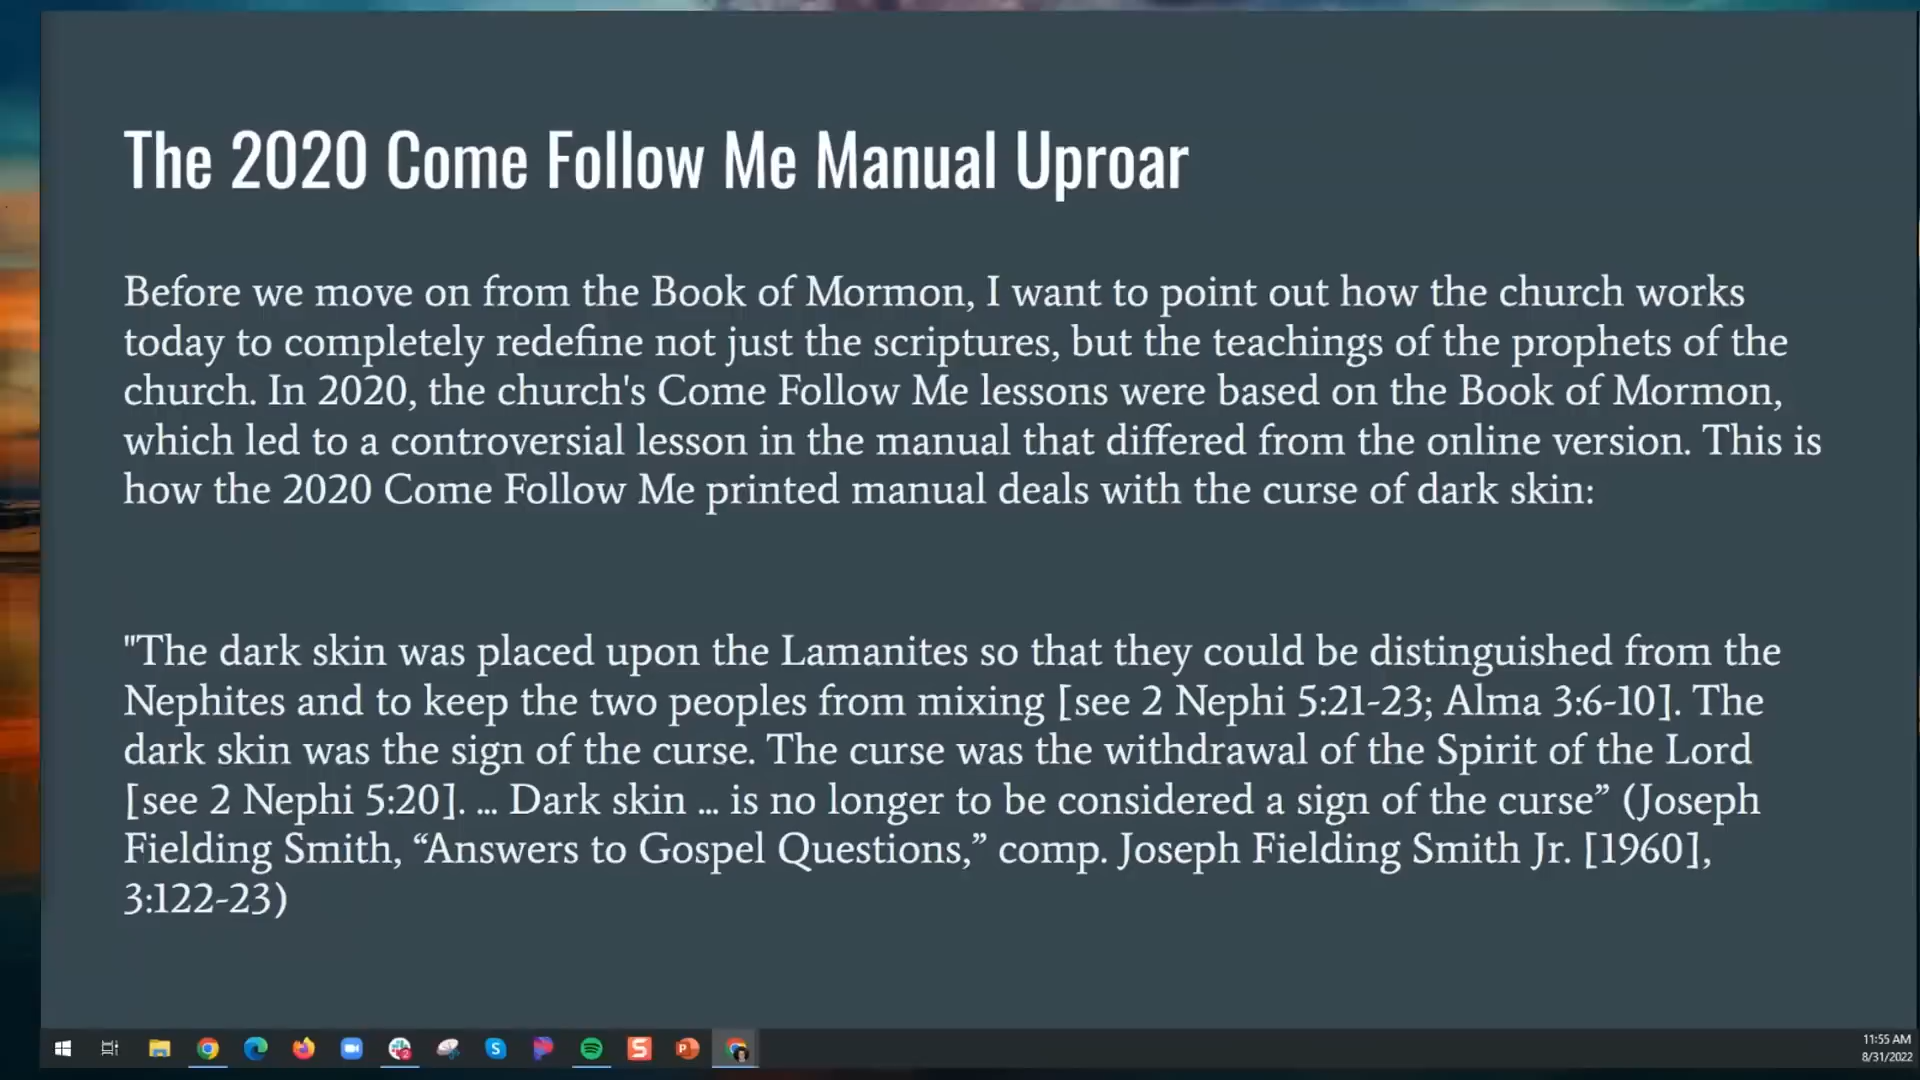 The 2020 Come Follow Me Manual Uproar
Before we move on from the Book of Mormon, I want to point out how the church works
today to completely redefine not just the scriptures, but the teachings of the prophets of the
church. In 2020, the church's Come Follow Me lessons were based on the Book of Mormon,
which led to a controversial lesson in the manual that differed from the online version. This is
how the 2020 Come Follow Me printed manual deals with the curse of dark skin:
"The dark skin was placed upon the Lamanites so that they could be distinguished from the
Nephites and to keep the two peoples from mixing [see 2 Nephi 5:21-23; Alma 3:6-10]. The
dark skin was the sign of the curse. The curse was the withdrawal of the Spirit of the Lord
[see 2 Nephi 5:20]. … Dark skin … is no longer to be considered a sign of the curse” (Joseph
Fielding Smith, “Answers to Gospel Questions,” comp. Joseph Fielding Smith Jr. [1960],
3:122-23)
11:55 AM
8/31/2022